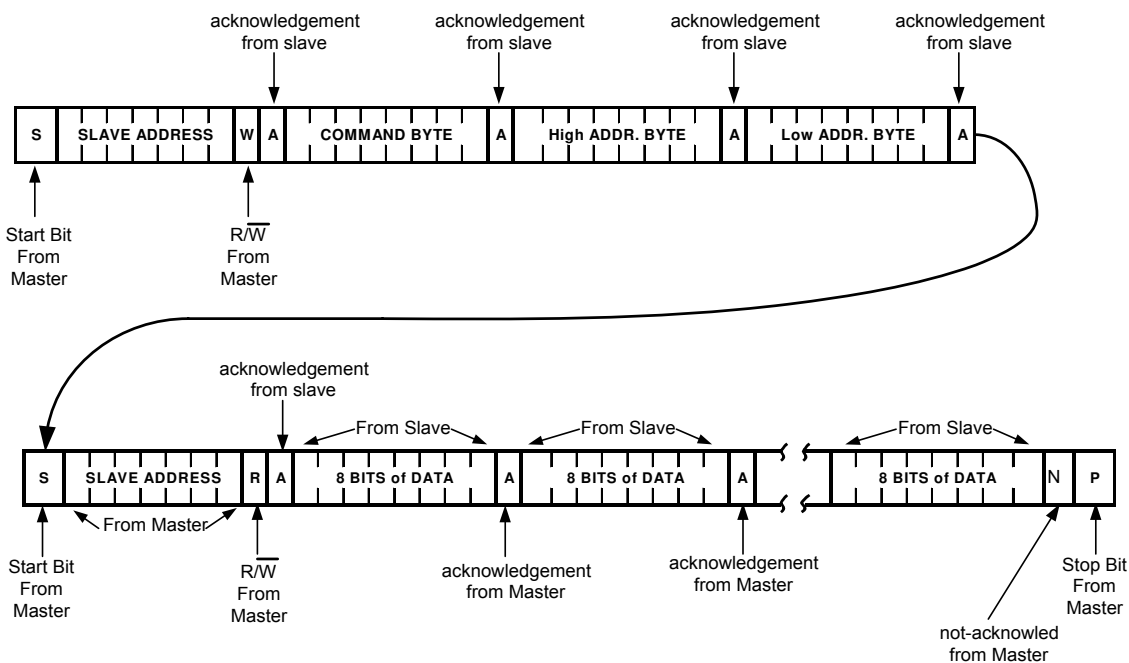 acknowledgement
from slave
acknowledgement
from slave
acknowledgement
from slave
acknowledgement
from slave
S SLAVE ADDRESS W A COMMAND BYTE A High ADDR. BYTE A Low ADDR. BYTE A
Start Bit
From
Master
R/W̅
From
Master
acknowledgement
from slave
From Slave
From Slave
From Slave
S SLAVE ADDRESS R A 8 BITS of DATA A 8 BITS of DATA A 8 BITS of DATA N P
From Master
Start Bit
From
Master
R/W̅
From
Master
acknowledgement
from Master
acknowledgement
from Master
Stop Bit
From
Master
not-acknowled
from Master